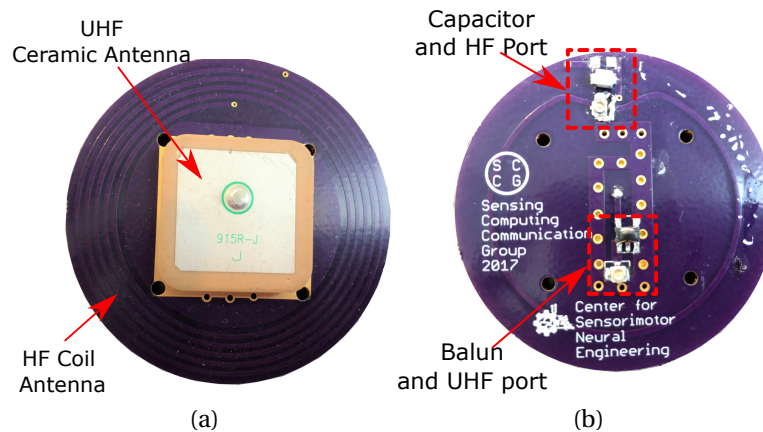 UHF
Ceramic Antenna
915R-J
J
HF Coil
Antenna
(a)
Capacitor
and HF Port
S C
C G
Sensing
Computing
Communication
Group
2017
Center for
Sensorimotor
Neural
Engineering
Balun
and UHF port
(b)